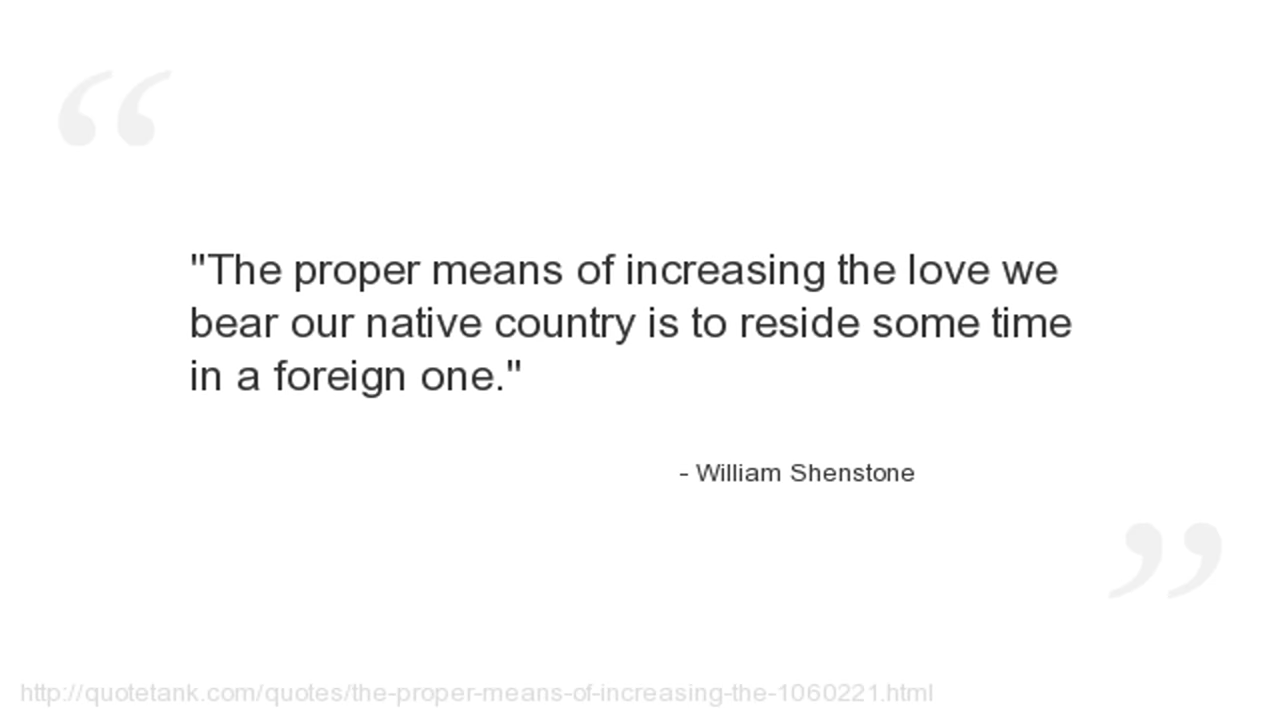 "The proper means of increasing the love we
bear our native country is to reside some time
in a foreign one."
- William Shenstone
http://quotetank.com/quotes/the-proper-means-of-increasing-the-1060221.html